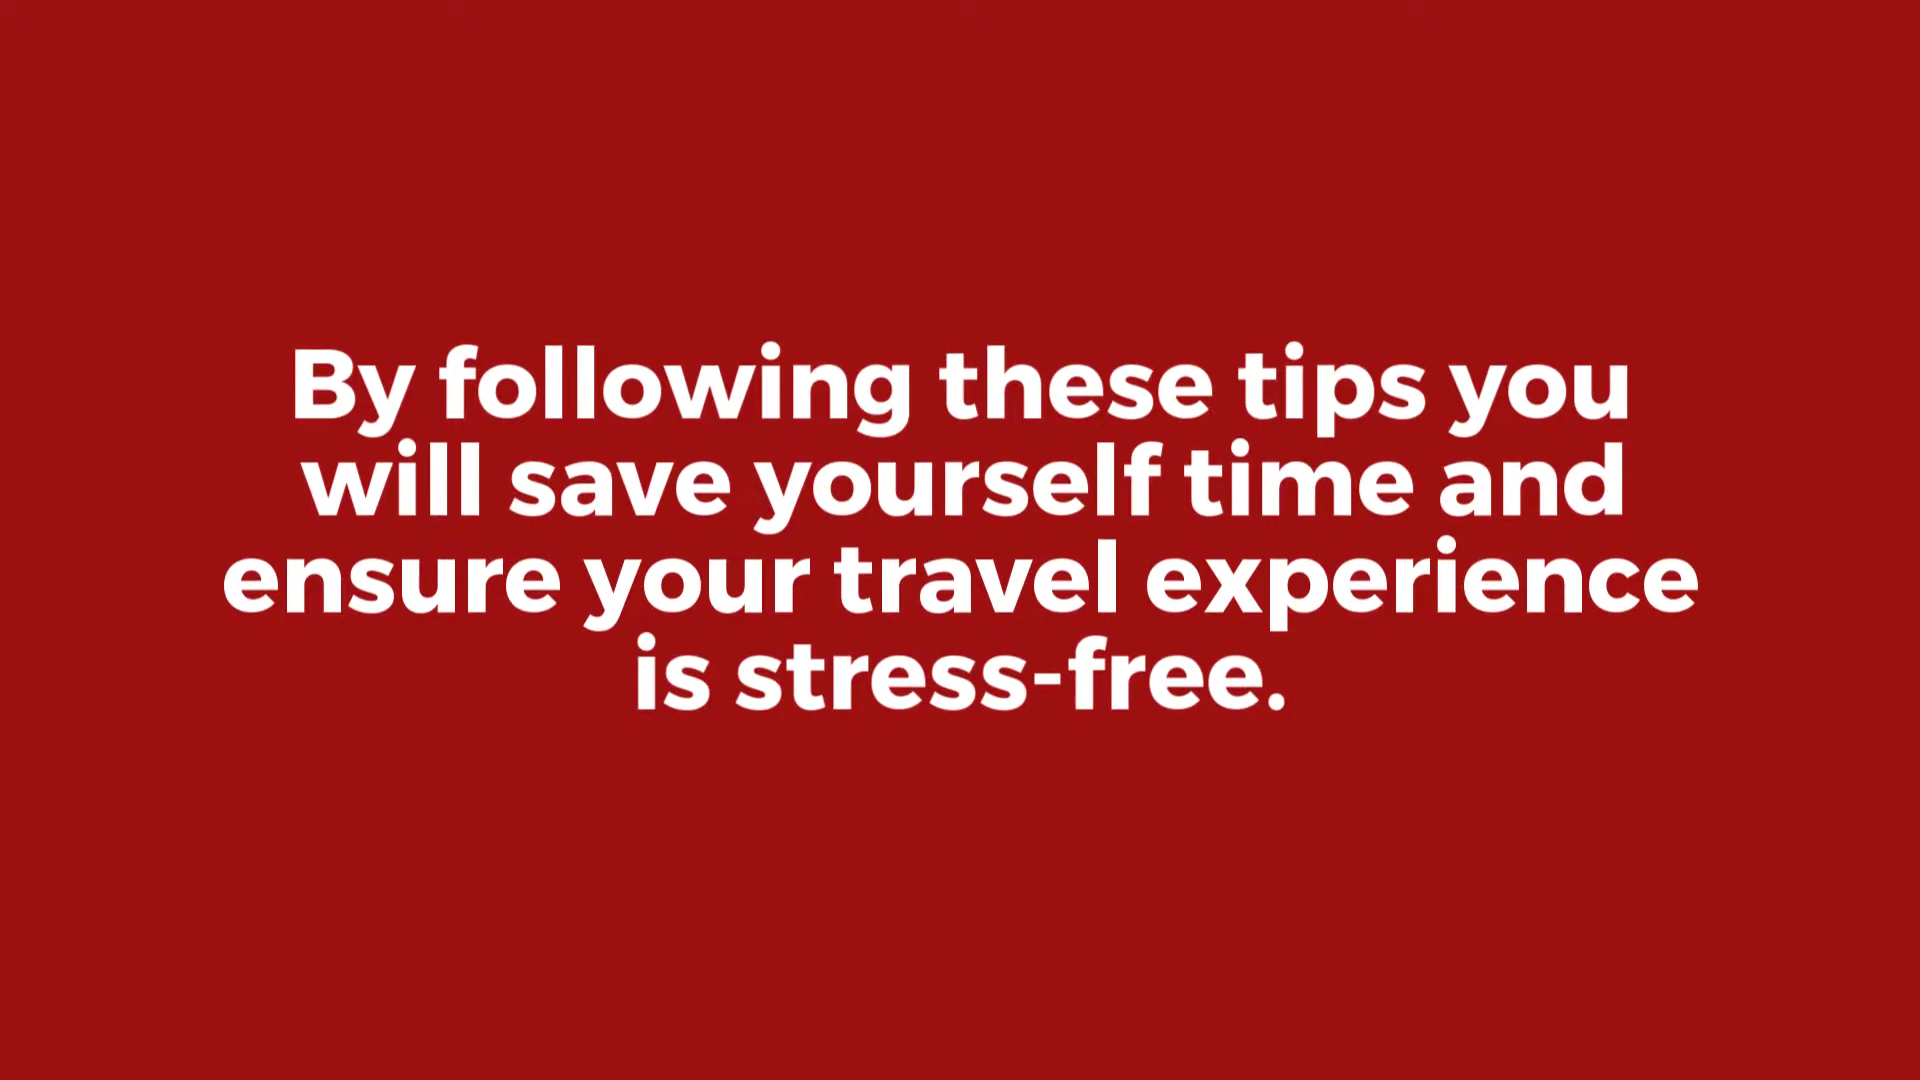 By following these tips you
will save yourself time and
ensure your travel experience
is stress-free.